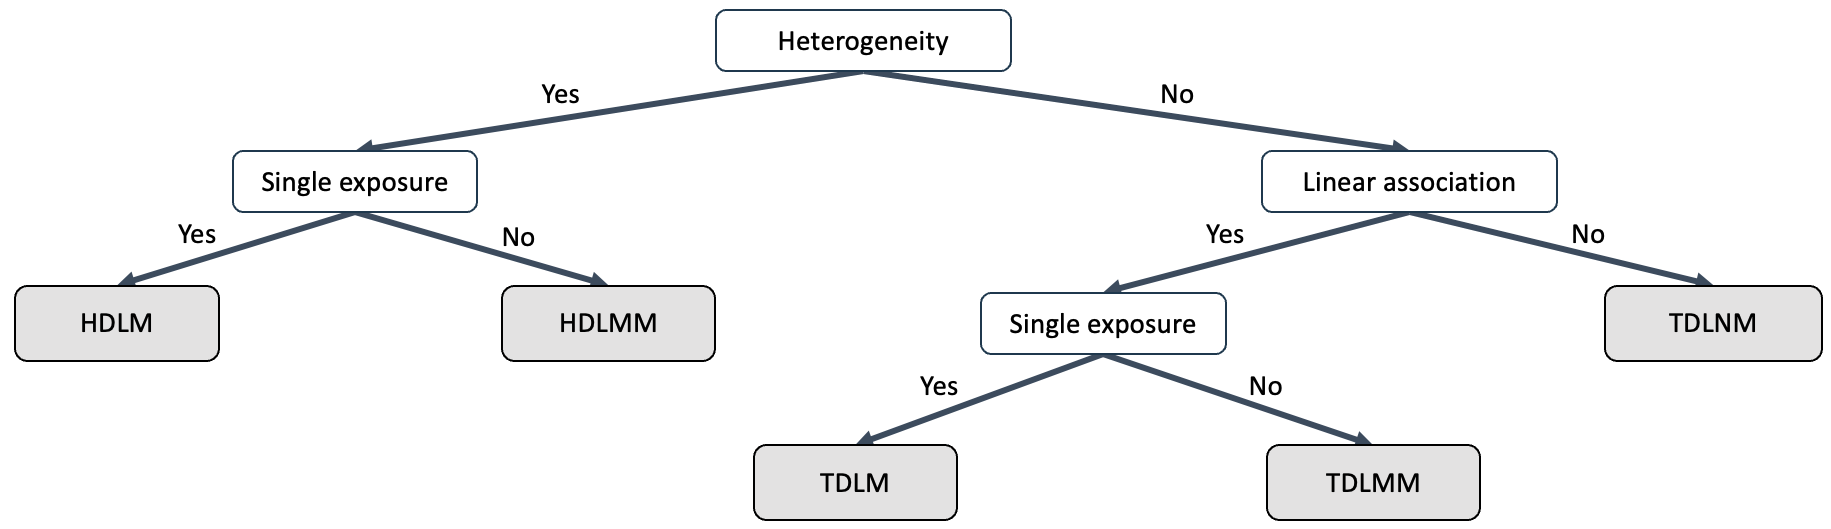 Heterogeneity
Yes
No
Single exposure
Linear association
Yes
No
Yes
No
HDLM
HDLMM
Single exposure
TDLNM
Yes
No
TDLM
TDLMM